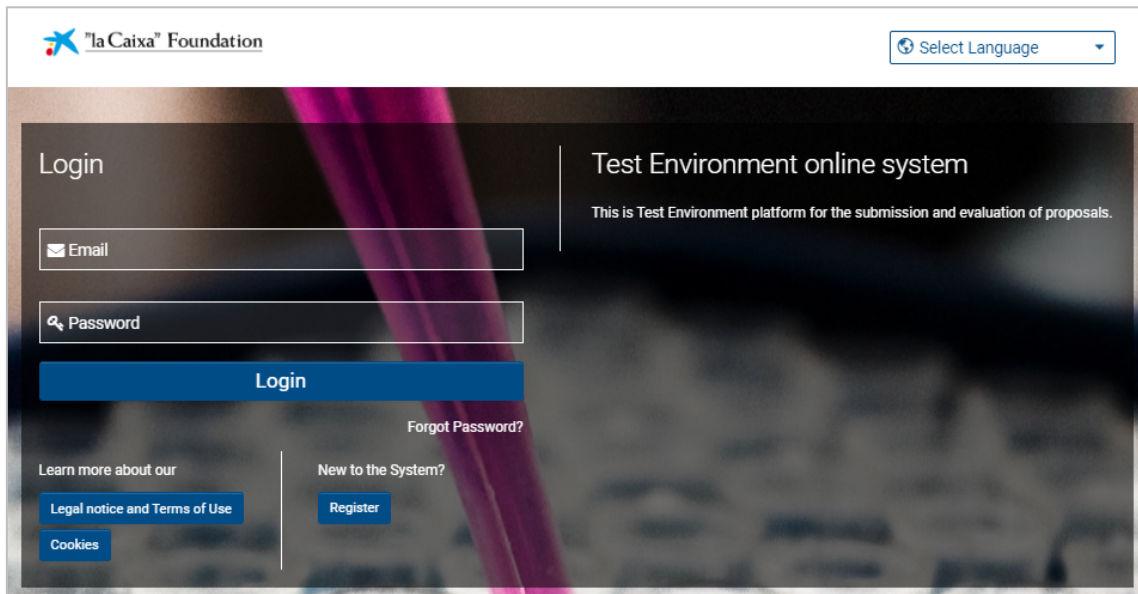 "la Caixa" Foundation
Select Language
Login
Email
Password
Login
Forgot Password?
Learn more about our
Legal notice and Terms of Use
Cookies
New to the System?
Register
Test Environment online system
This is Test Environment platform for the submission and evaluation of proposals.